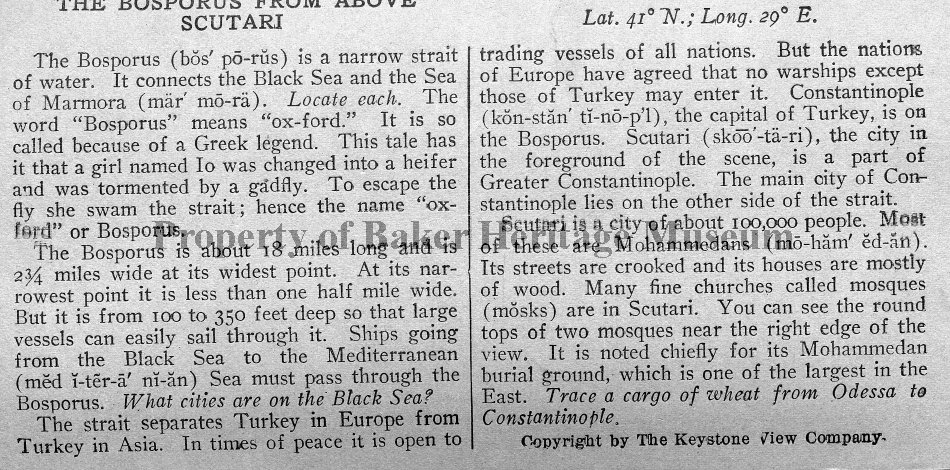 THE BOSPORUS FROM ABOVE
SCUTARI
The Bosporus (bŏs′ pō-rŭs) is a narrow strait
of water. It connects the Black Sea and the Sea
of Marmora (mär′ mō-rä). Locate each. The
word "Bosporus" means "ox-ford." It is so
called because of a Greek legend. This tale has
it that a girl named Io was changed into a heifer
and was tormented by a gadfly. To escape the
fly she swam the strait; hence the name "ox-
ford" or Bosporus.
The Bosporus is about 18 miles long and is
2¾ miles wide at its widest point. At its nar-
rowest point it is less than one half mile wide.
But it is from 100 to 350 feet deep so that large
vessels can easily sail through it. Ships going
from the Black Sea to the Mediterranean
(mĕd ĭ-tẽr-ā′ nĭ-ăn) Sea must pass through the
Bosporus. What cities are on the Black Sea?
The strait separates Turkey in Europe from
Turkey in Asia. In times of peace it is open to
Lat. 41° N.; Long. 29° E.
trading vessels of all nations. But the nations
of Europe have agreed that no warships except
those of Turkey may enter it. Constantinople
(kŏn-stăn′ tĭ-nō-p'l), the capital of Turkey, is on
the Bosporus. Scutari (skōō′-tä-ri), the city in
the foreground of the scene, is a part of
Greater Constantinople. The main city of Con-
stantinople lies on the other side of the strait.
Scutari is a city of about 100,000 people. Most
of these are Mohammedans (mō-hăm′ ĕd-ăn).
Its streets are crooked and its houses are mostly
of wood. Many fine churches called mosques
(mŏsks) are in Scutari. You can see the round
tops of two mosques near the right edge of the
view. It is noted chiefly for its Mohammedan
burial ground, which is one of the largest in the
East. Trace a cargo of wheat from Odessa to
Constantinople.
Copyright by The Keystone View Company.
Property of Baker Heritage Museum